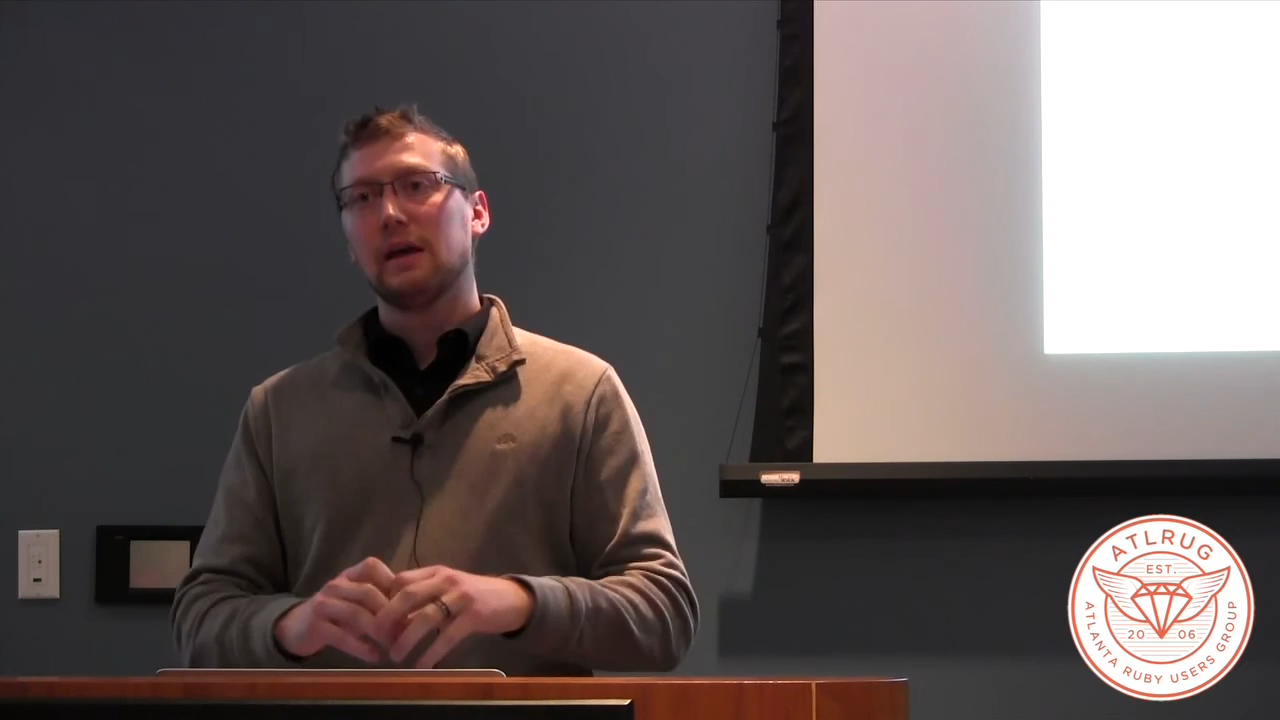 ATLRUG
EST.
20 06
ATLANTA RUBY USERS GROUP